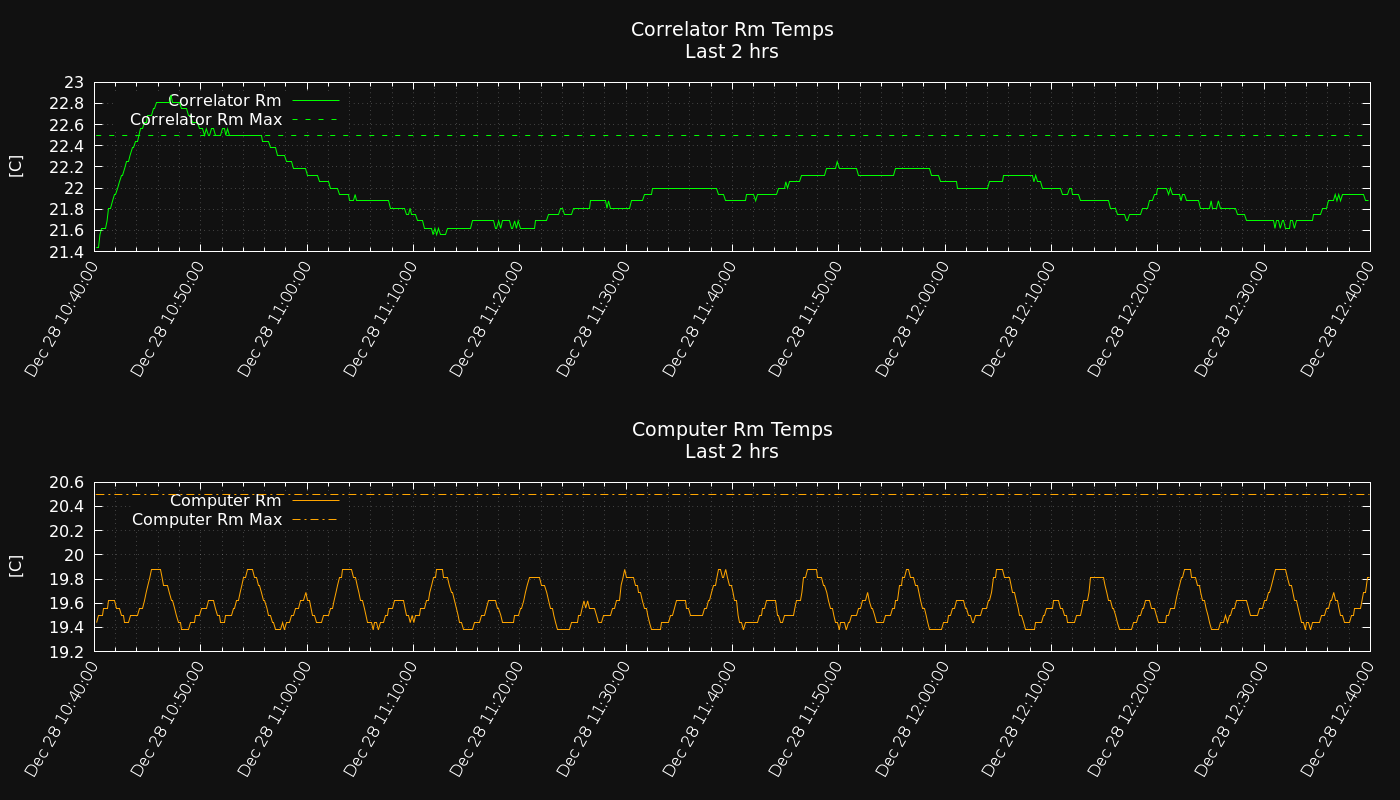 Correlator Rm Temps
Last 2 hrs
Correlator Rm
Correlator Rm Max
[C]
23
22.8
22.6
22.4
22.2
22
21.8
21.6
21.4
Dec 28 10:40:00
Dec 28 10:50:00
Dec 28 11:00:00
Dec 28 11:10:00
Dec 28 11:20:00
Dec 28 11:30:00
Dec 28 11:40:00
Dec 28 11:50:00
Dec 28 12:00:00
Dec 28 12:10:00
Dec 28 12:20:00
Dec 28 12:30:00
Dec 28 12:40:00
Computer Rm Temps
Last 2 hrs
Computer Rm
Computer Rm Max
[C]
20.6
20.4
20.2
20
19.8
19.6
19.4
19.2
Dec 28 10:40:00
Dec 28 10:50:00
Dec 28 11:00:00
Dec 28 11:10:00
Dec 28 11:20:00
Dec 28 11:30:00
Dec 28 11:40:00
Dec 28 11:50:00
Dec 28 12:00:00
Dec 28 12:10:00
Dec 28 12:20:00
Dec 28 12:30:00
Dec 28 12:40:00